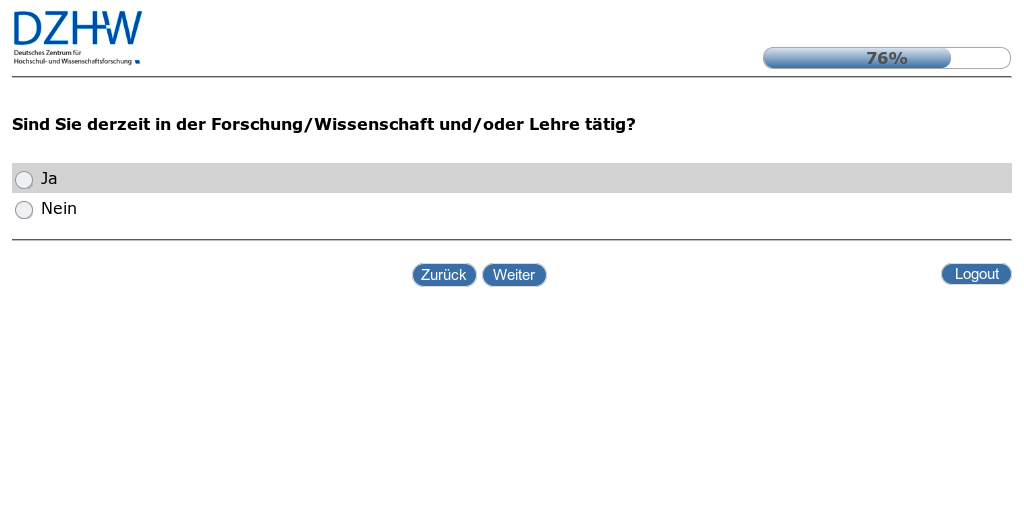 DZHW
Deutsches Zentrum für
Hochschul- und Wissenschaftsforschung
76%
Sind Sie derzeit in der Forschung/Wissenschaft und/oder Lehre tätig?
Ja
Nein
Zurück Weiter Logout